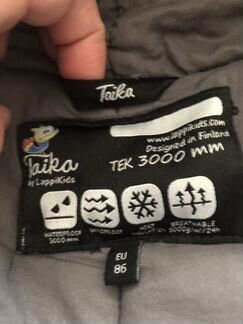 Taika
www.lappikids.com
Designed in Finland
Taika
by LappiKids
TEK 3000 mm
WATERPROOF
3000 mm
WINDPROOF
HEAT
INSULATION
BREATHABLE
3000g/m²/24h
EU
86